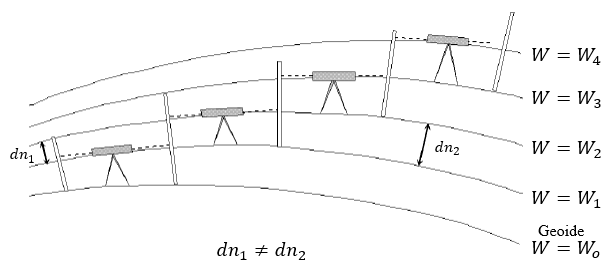 W = W₄
W = W₃
dn₁
dn₂
W = W₂
W = W₁
Geoide
W = Wₒ
dn₁ ≠ dn₂